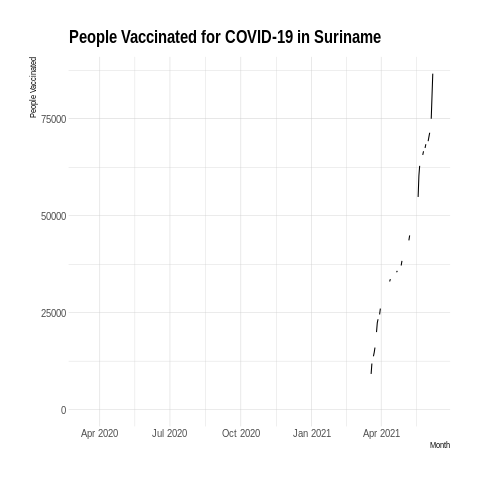 People Vaccinated for COVID-19 in Suriname
People Vaccinated
75000
50000
25000
0
Apr 2020 Jul 2020 Oct 2020 Jan 2021 Apr 2021
Month